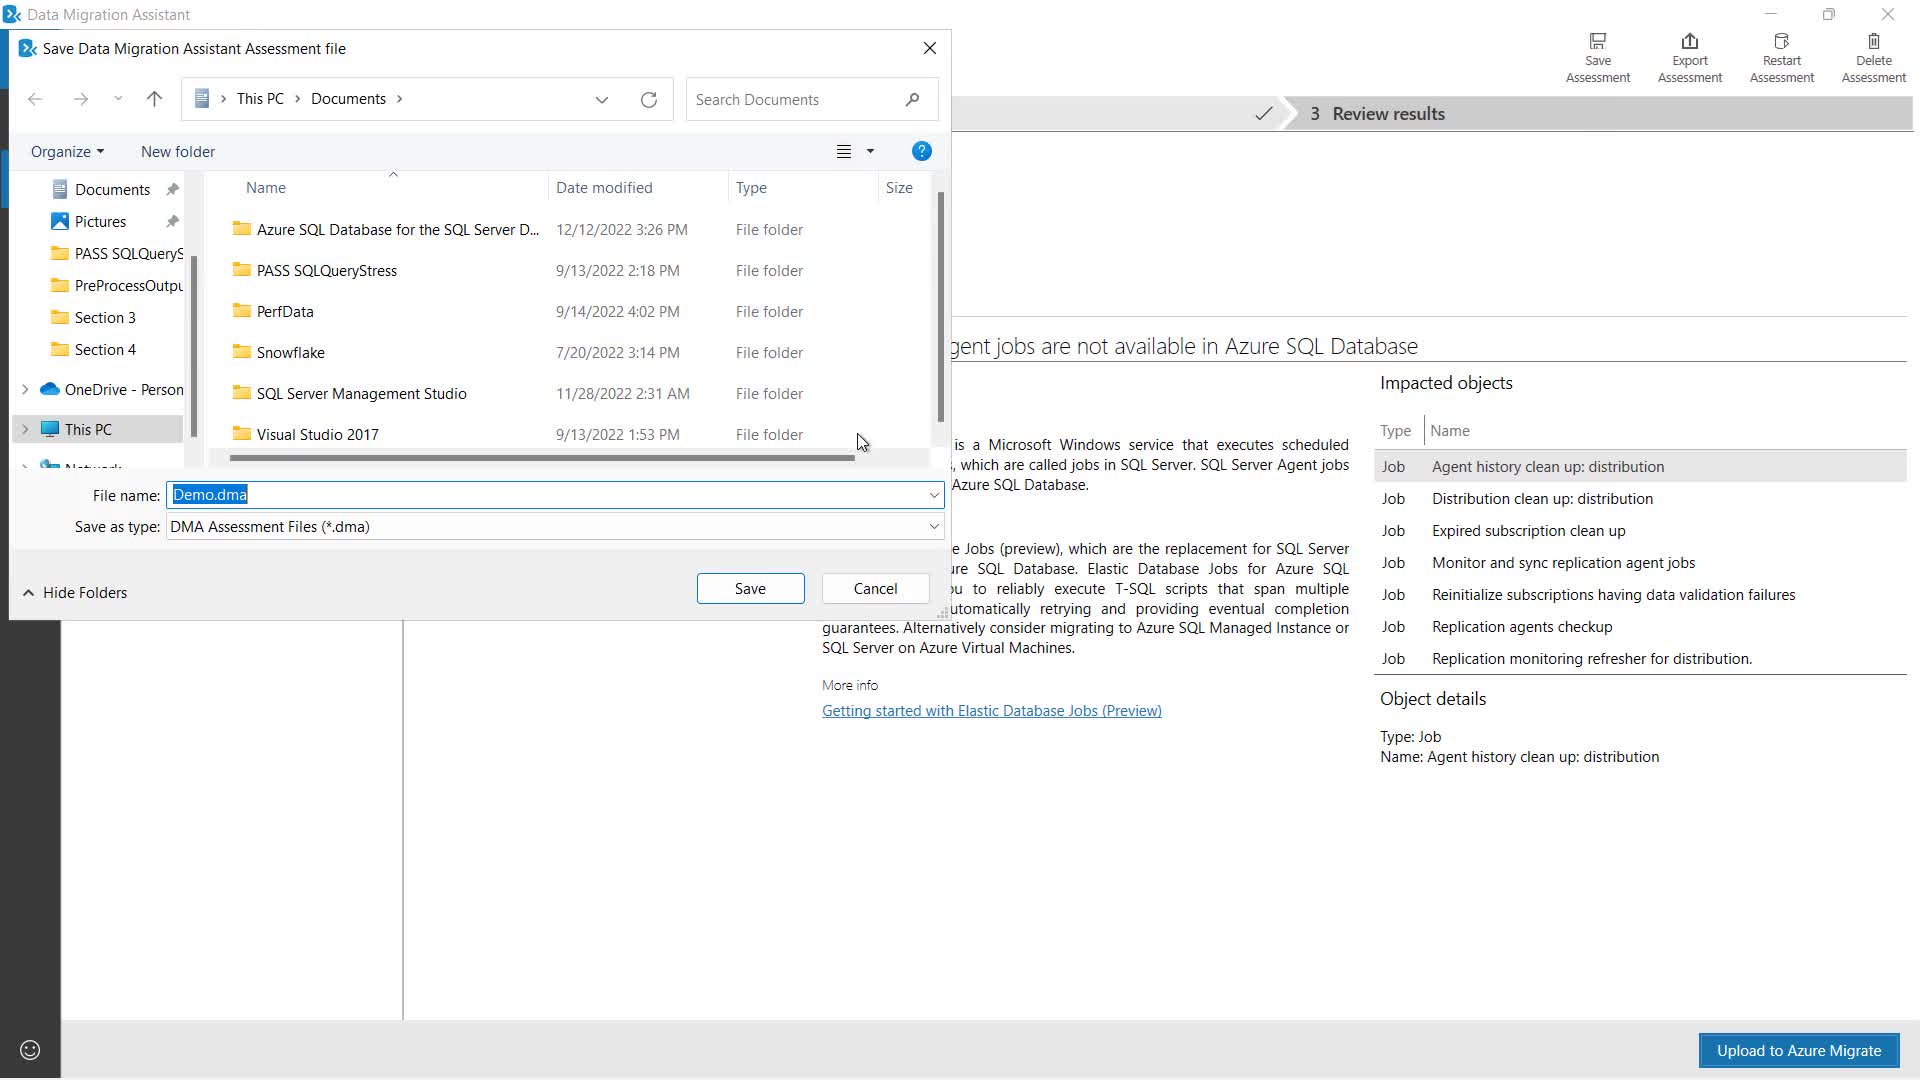 Data Migration Assistant
Save Data Migration Assistant Assessment file
Save Assessment
Export Assessment
Restart Assessment
Delete Assessment
This PC
Documents
Search Documents
3 Review results
Organize
New folder
?
Documents
Pictures
PASS SQLQueryS
PreProcessOutpu
Section 3
Section 4
OneDrive - Person
This PC
Name Date modified Type Size
Azure SQL Database for the SQL Server D... 12/12/2022 3:26 PM File folder
PASS SQLQueryStress 9/13/2022 2:18 PM File folder
PerfData 9/14/2022 4:02 PM File folder
Snowflake 7/20/2022 3:14 PM File folder
SQL Server Management Studio 11/28/2022 2:31 AM File folder
Visual Studio 2017 9/13/2022 1:53 PM File folder
File name: Demo.dma
Save as type: DMA Assessment Files (*.dma)
Hide Folders
Save
Cancel
gent jobs are not available in Azure SQL Database
is a Microsoft Windows service that executes scheduled
, which are called jobs in SQL Server. SQL Server Agent jobs
Azure SQL Database.
e Jobs (preview), which are the replacement for SQL Server
ure SQL Database. Elastic Database Jobs for Azure SQL
ou to reliably execute T-SQL scripts that span multiple
utomatically retrying and providing eventual completion
guarantees. Alternatively consider migrating to Azure SQL Managed Instance or
SQL Server on Azure Virtual Machines.
More info
Getting started with Elastic Database Jobs (Preview)
Impacted objects
Type Name
Job Agent history clean up: distribution
Job Distribution clean up: distribution
Job Expired subscription clean up
Job Monitor and sync replication agent jobs
Job Reinitialize subscriptions having data validation failures
Job Replication agents checkup
Job Replication monitoring refresher for distribution.
Object details
Type: Job
Name: Agent history clean up: distribution
Upload to Azure Migrate